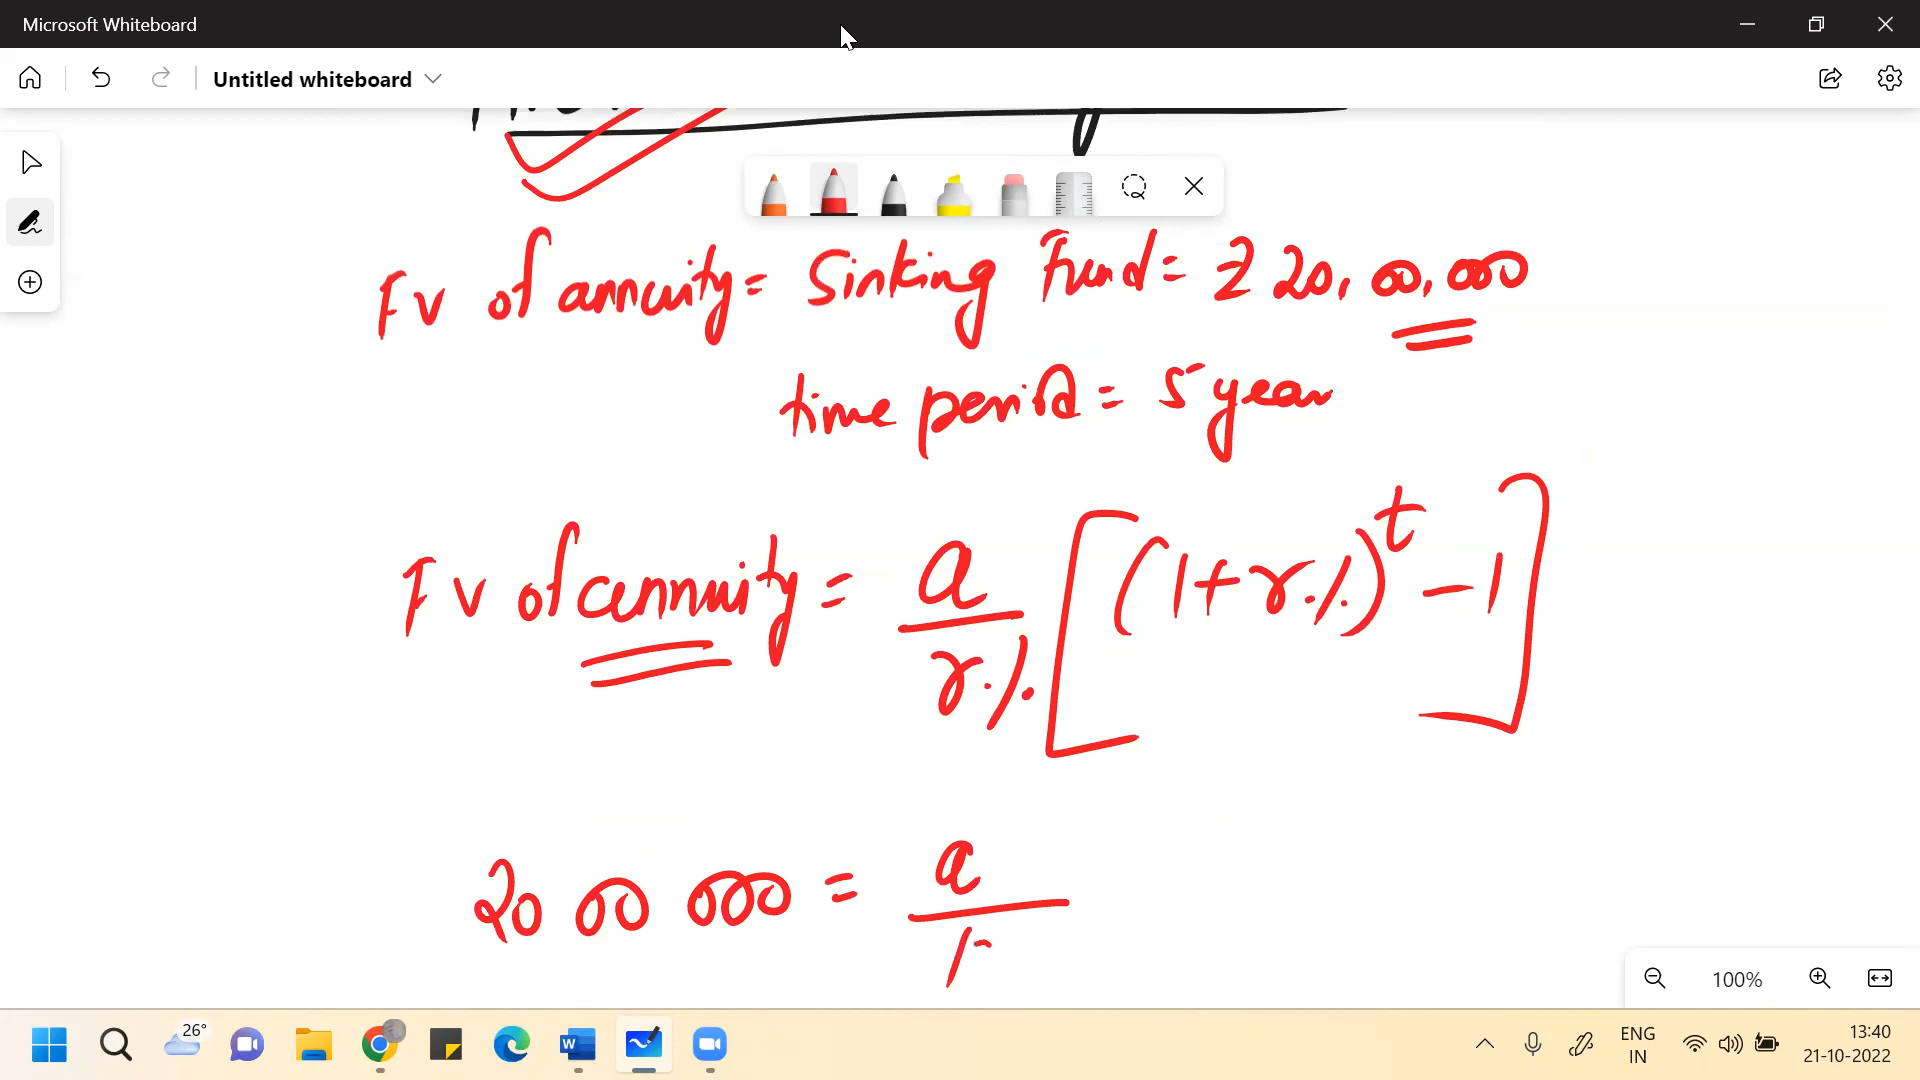 Microsoft Whiteboard
Untitled whiteboard
FV of annuity = Sinking Fund = ₹ 20,00,000
time period = 5 year
FV of annuity = a / r% [(1+r%)^t - 1]
20 00 000 = a
100%
26°
ENG
IN
13:40
21-10-2022